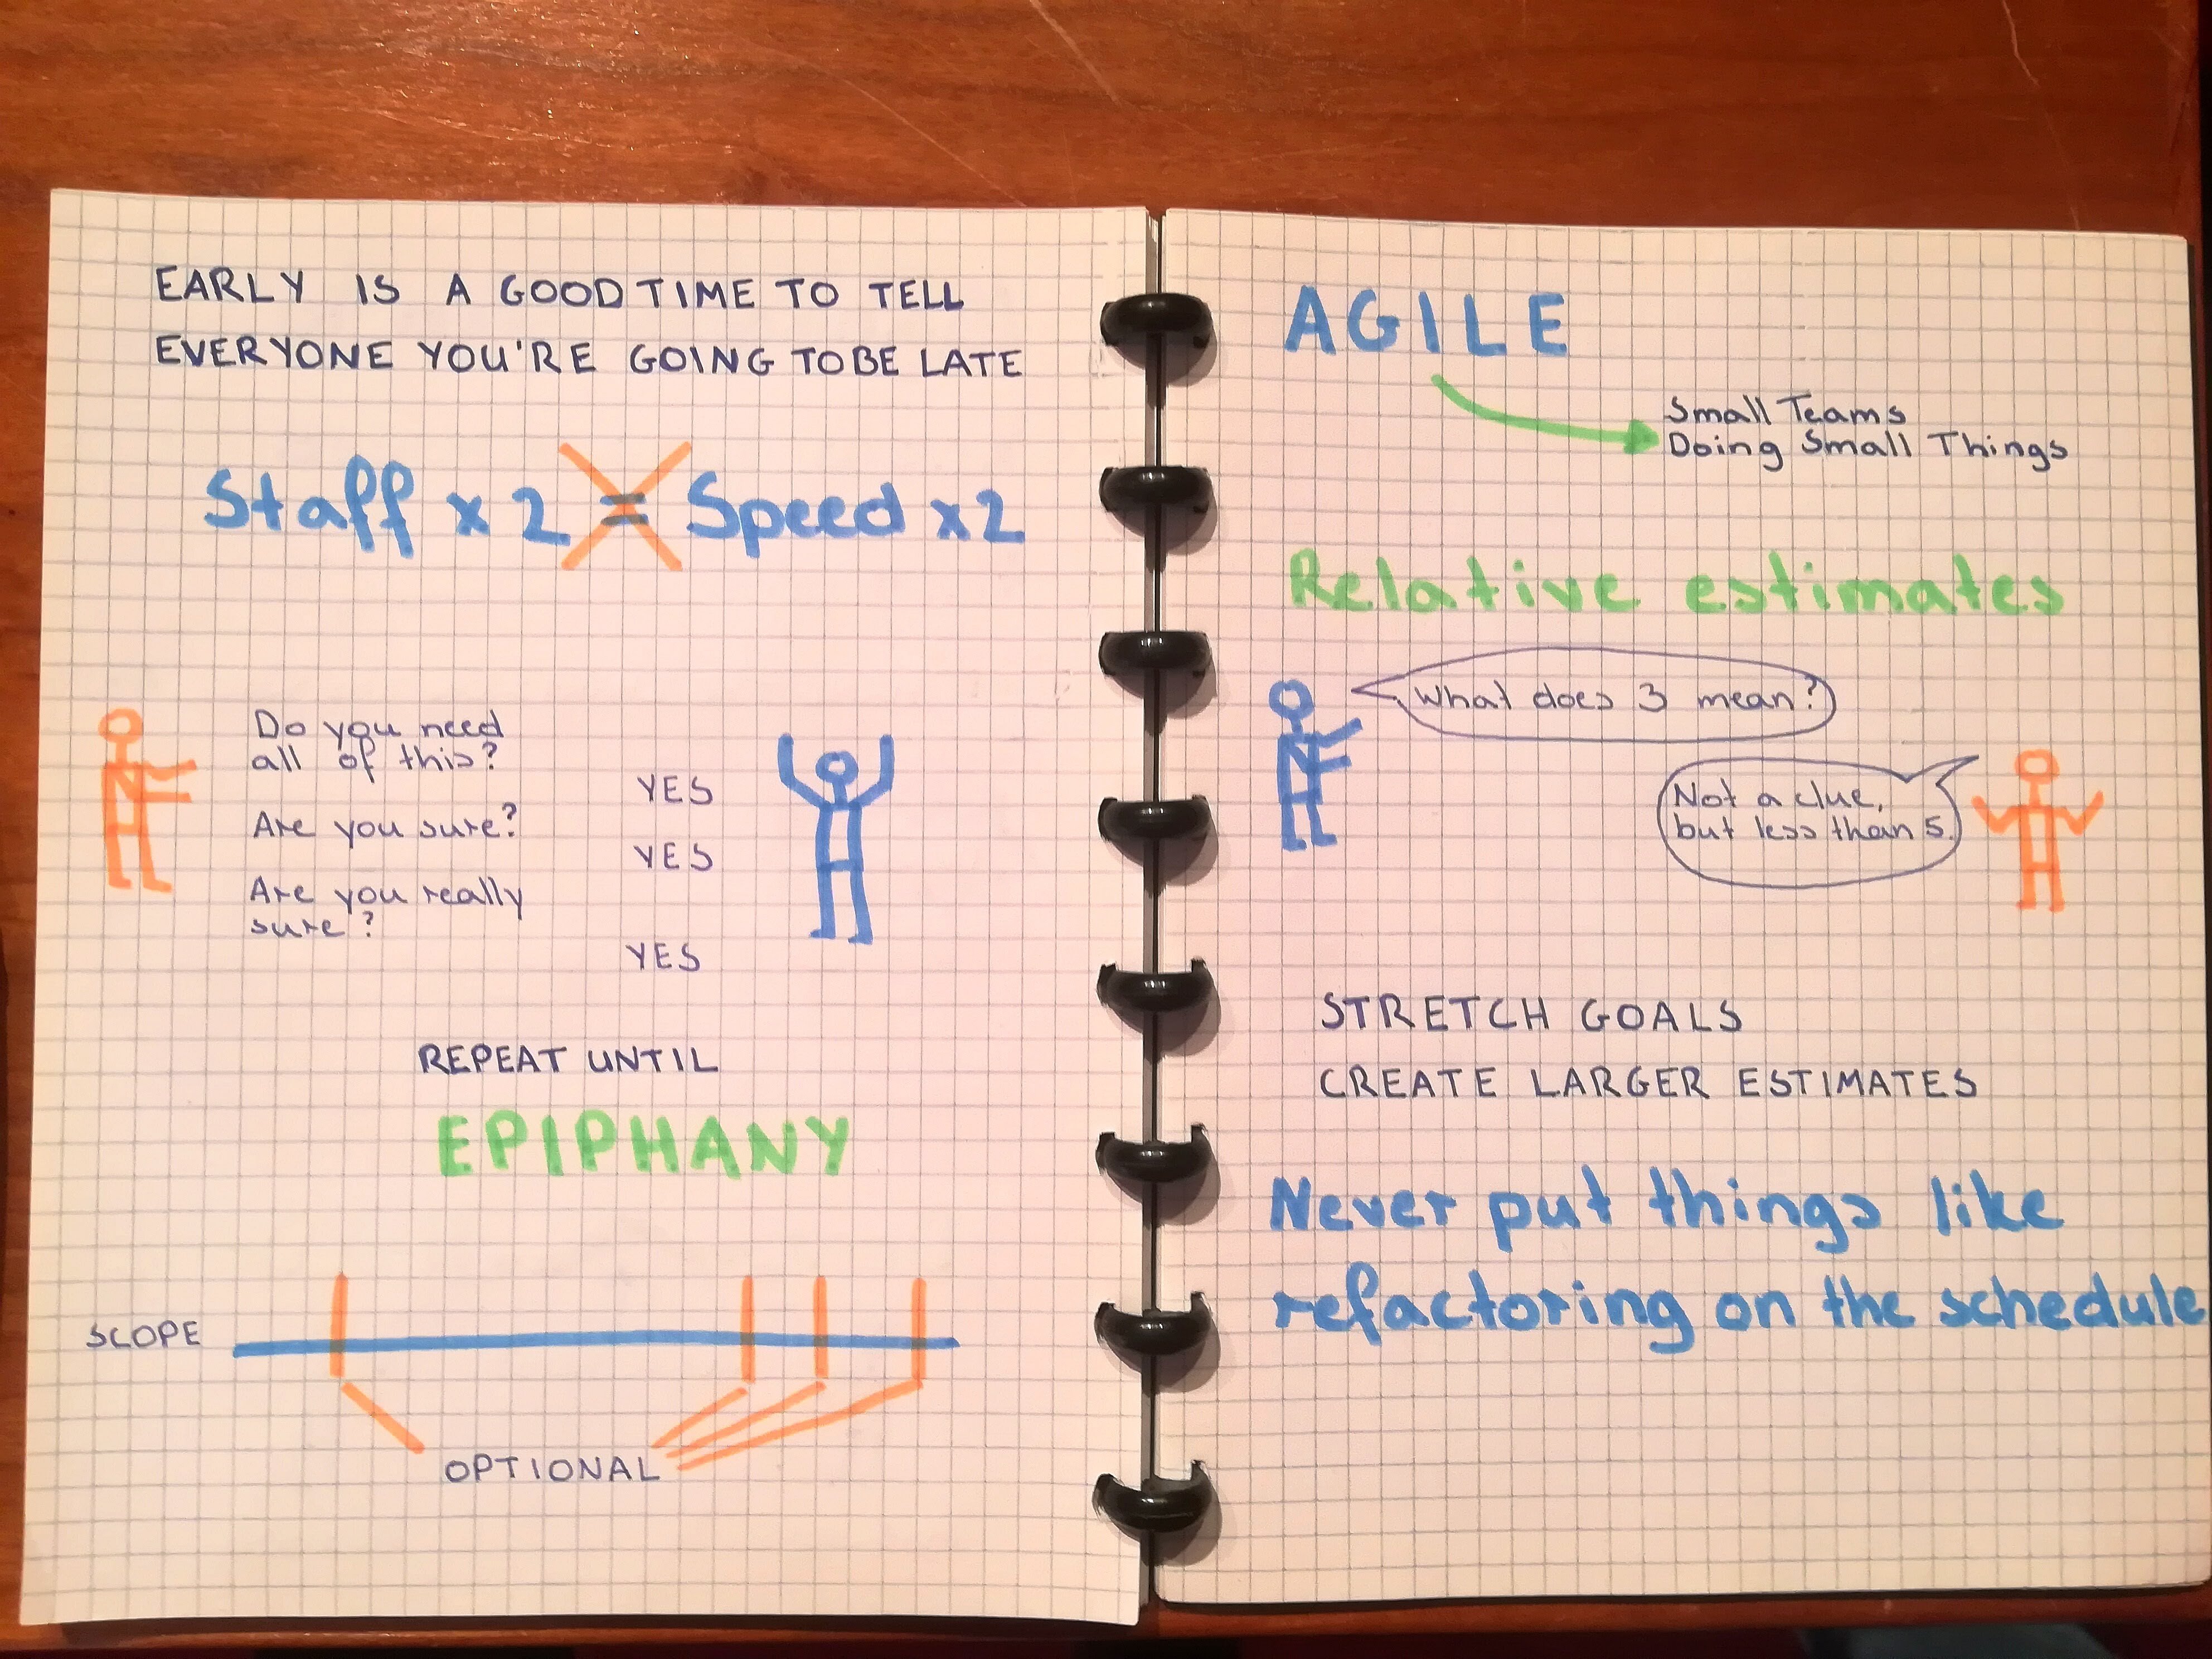 EARLY IS A GOOD TIME TO TELL
EVERYONE YOU'RE GOING TO BE LATE
Staff x 2 = Speed x2
Do you need
all of this?
YES
Are you sure?
YES
Are you really
sure?
YES
REPEAT UNTIL
EPIPHANY
SCOPE
OPTIONAL
AGILE
Small Teams
Doing Small Things
Relative estimates
What does 3 mean?
Not a clue,
but less than 5.
STRETCH GOALS
CREATE LARGER ESTIMATES
Never put things like
refactoring on the schedule